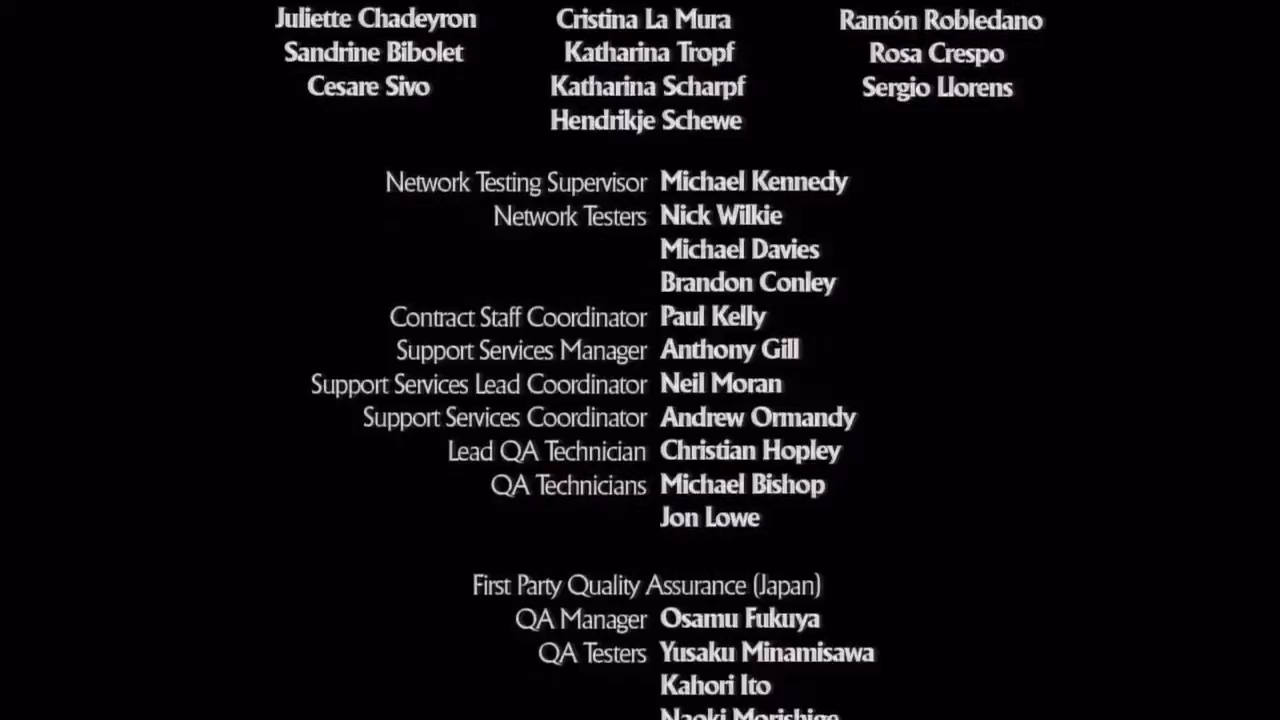 Juliette Chadeyron Cristina La Mura Ramón Robledano
Sandrine Bibolet Katharina Tropf Rosa Crespo
Cesare Sivo Katharina Scharpf Sergio Llorens
Hendrikje Schewe
Network Testing Supervisor Michael Kennedy
Network Testers Nick Wilkie
Michael Davies
Brandon Conley
Contract Staff Coordinator Paul Kelly
Support Services Manager Anthony Gill
Support Services Lead Coordinator Neil Moran
Support Services Coordinator Andrew Ormandy
Lead QA Technician Christian Hopley
QA Technicians Michael Bishop
Jon Lowe
First Party Quality Assurance (Japan)
QA Manager Osamu Fukuya
QA Testers Yusaku Minamisawa
Kahori Ito
Naoki Morishige